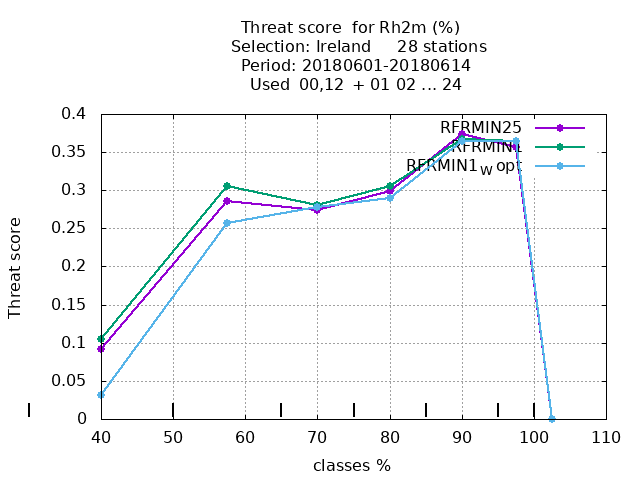 Threat score for Rh2m (%)
Selection: Ireland 28 stations
Period: 20180601-20180614
Used 00,12 + 01 02 ... 24
RFRMIN25
RFRMIN1
RFRMIN1W opt
0.4
0.35
0.3
0.25
0.2
0.15
0.1
0.05
0
Threat score
40 50 60 70 80 90 100 110
classes %